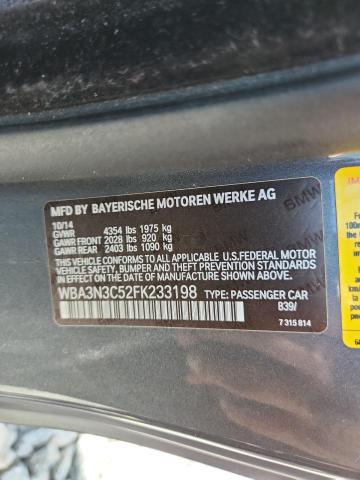 MFD BY BAYERISCHE MOTOREN WERKE AG
10/14
GVWR 4354 lbs 1975 kg
GAWR FRONT 2028 lbs 920 kg
GAWR REAR 2403 lbs 1090 kg
THIS VEHICLE CONFORMS TO ALL APPLICABLE U.S.FEDERAL MOTOR
VEHICLE SAFETY, BUMPER, AND THEFT PREVENTION STANDARDS
IN EFFECT ON THE DATE OF MANUFACTURE SHOWN ABOVE.
WBA3N3C52FK233198 TYPE: PASSENGER CAR
B39/
7 315 814